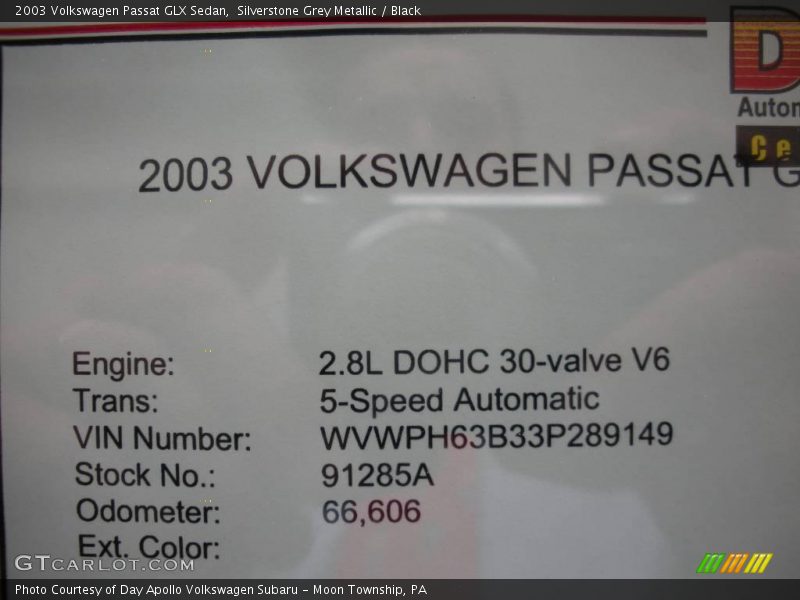 2003 Volkswagen Passat GLX Sedan,  Silverstone Grey Metallic / Black
D
Autom
Ce
2003 VOLKSWAGEN PASSAT G
Engine: 2.8L DOHC 30-valve V6
Trans: 5-Speed Automatic
VIN Number: WVWPH63B33P289149
Stock No.: 91285A
Odometer: 66,606
Ext. Color:
GTCARLOT.COM
Photo Courtesy of Day Apollo Volkswagen Subaru – Moon Township, PA